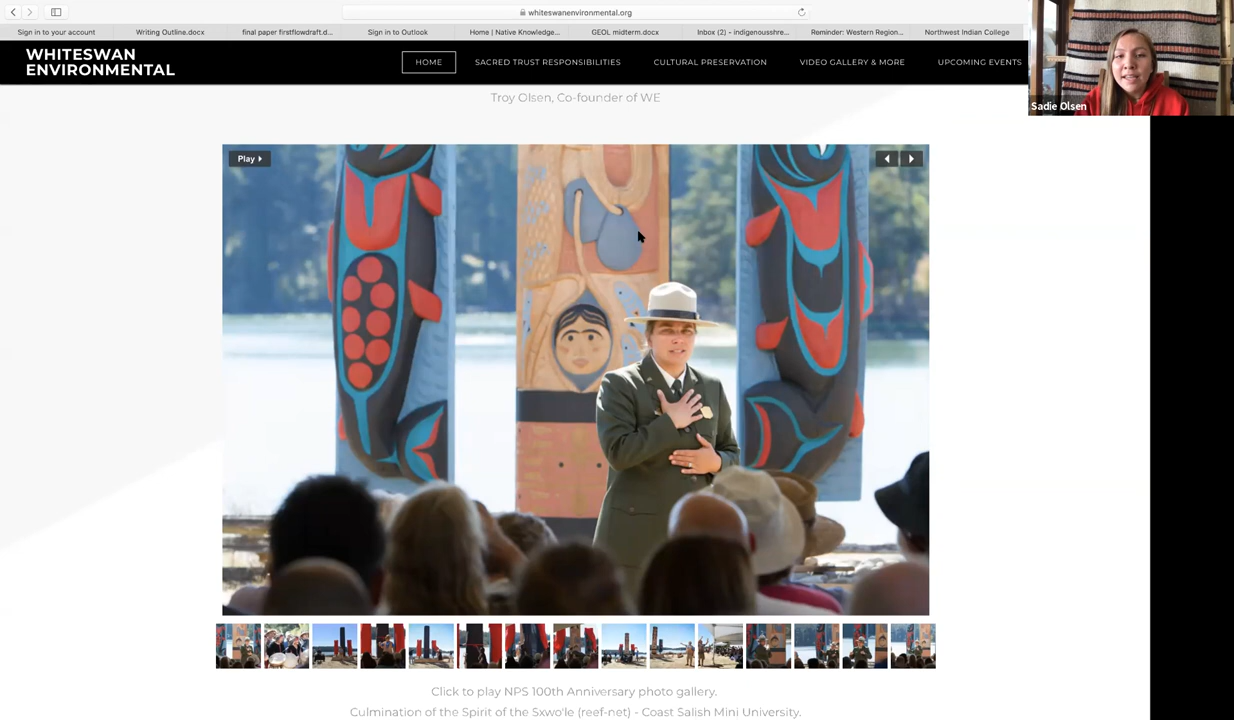 whiteswanenvironmental.org
Sign in to your account
Writing Outline.docx
final paper firstflowdraft.d...
Sign in to Outlook
Home | Native Knowledge...
GEOL midterm.docx
Inbox (2) - indigenousshre...
Reminder: Western Region...
Northwest Indian College
WHITESWAN
ENVIRONMENTAL
HOME
SACRED TRUST RESPONSIBILITIES
CULTURAL PRESERVATION
VIDEO GALLERY & MORE
UPCOMING EVENTS
Sadie Olsen
Troy Olsen, Co-founder of WE
Play
Click to play NPS 100th Anniversary photo gallery.
Culmination of the Spirit of the Sxwo'le (reef-net) - Coast Salish Mini University.